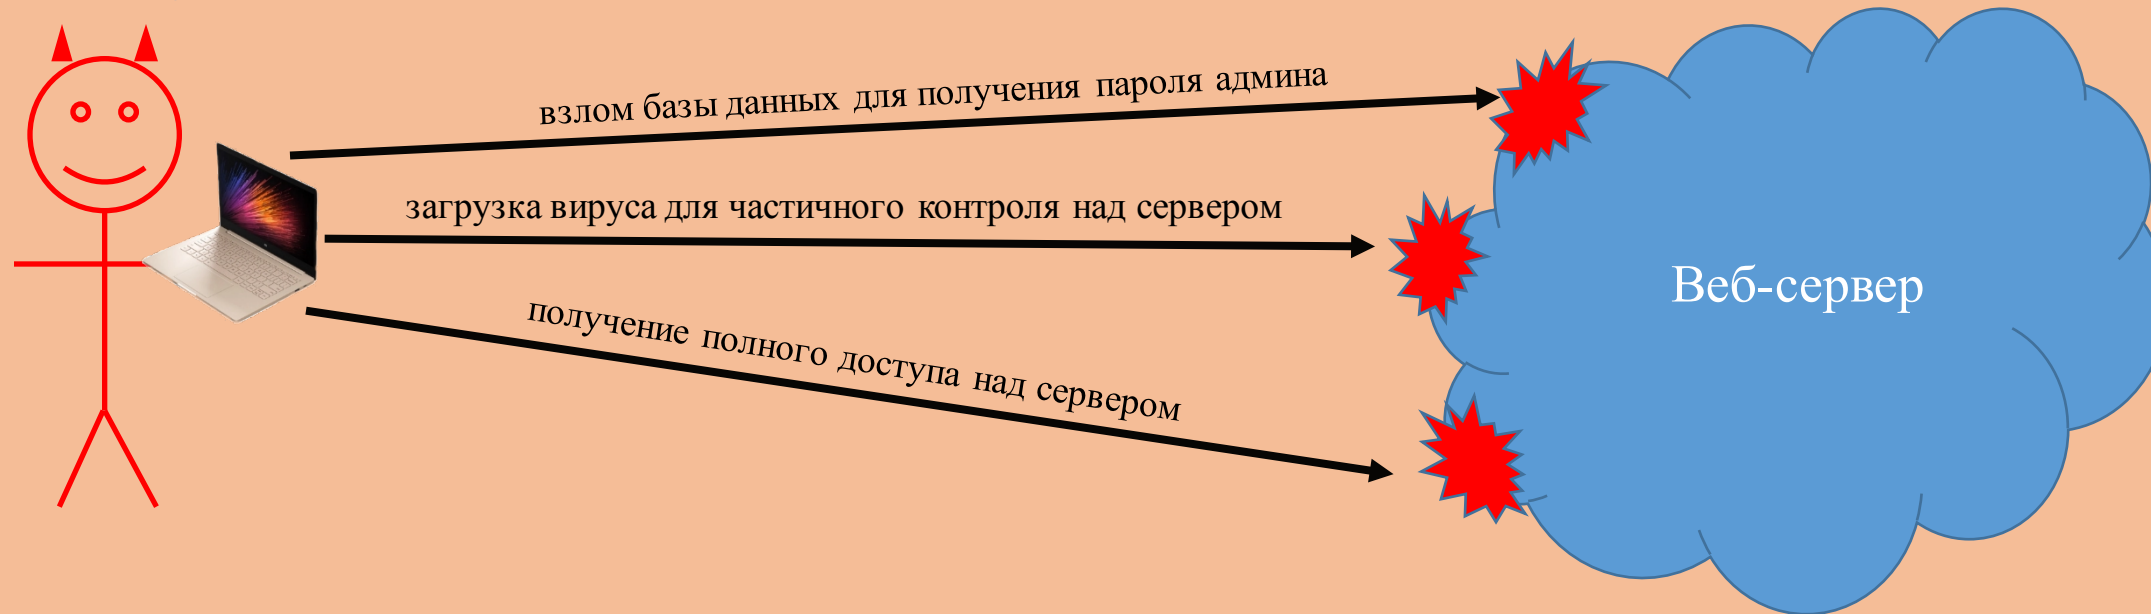 взлом базы данных для получения пароля админа
загрузка вируса для частичного контроля над сервером
получение полного доступа над сервером
Веб-сервер